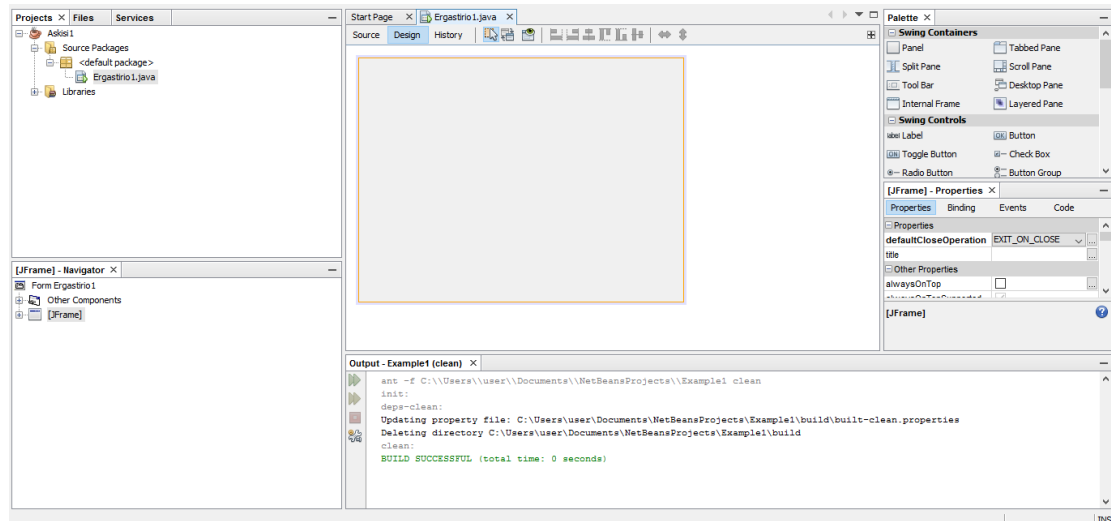 Projects × Files Services
Askisi1
Source Packages
<default package>
Ergastirio1.java
Libraries
[JFrame] - Navigator ×
Form Ergastirio1
Other Components
[JFrame]
Start Page × Ergastirio1.java ×
Source Design History
Output - Example1 (clean) ×
ant -f C:\\Users\\user\\Documents\\NetBeansProjects\\Example1 clean
init:
deps-clean:
Updating property file: C:\Users\user\Documents\NetBeansProjects\Example1\build\built-clean.properties
Deleting directory C:\Users\user\Documents\NetBeansProjects\Example1\build
clean:
BUILD SUCCESSFUL (total time: 0 seconds)
Palette ×
Swing Containers
Panel Tabbed Pane
Split Pane Scroll Pane
Tool Bar Desktop Pane
Internal Frame Layered Pane
Swing Controls
label Label OK Button
ON Toggle Button Check Box
Radio Button Button Group
[JFrame] - Properties ×
Properties Binding Events Code
Properties
defaultCloseOperation EXIT_ON_CLOSE ...
title ...
Other Properties
alwaysOnTop ...
[JFrame] ?
INS